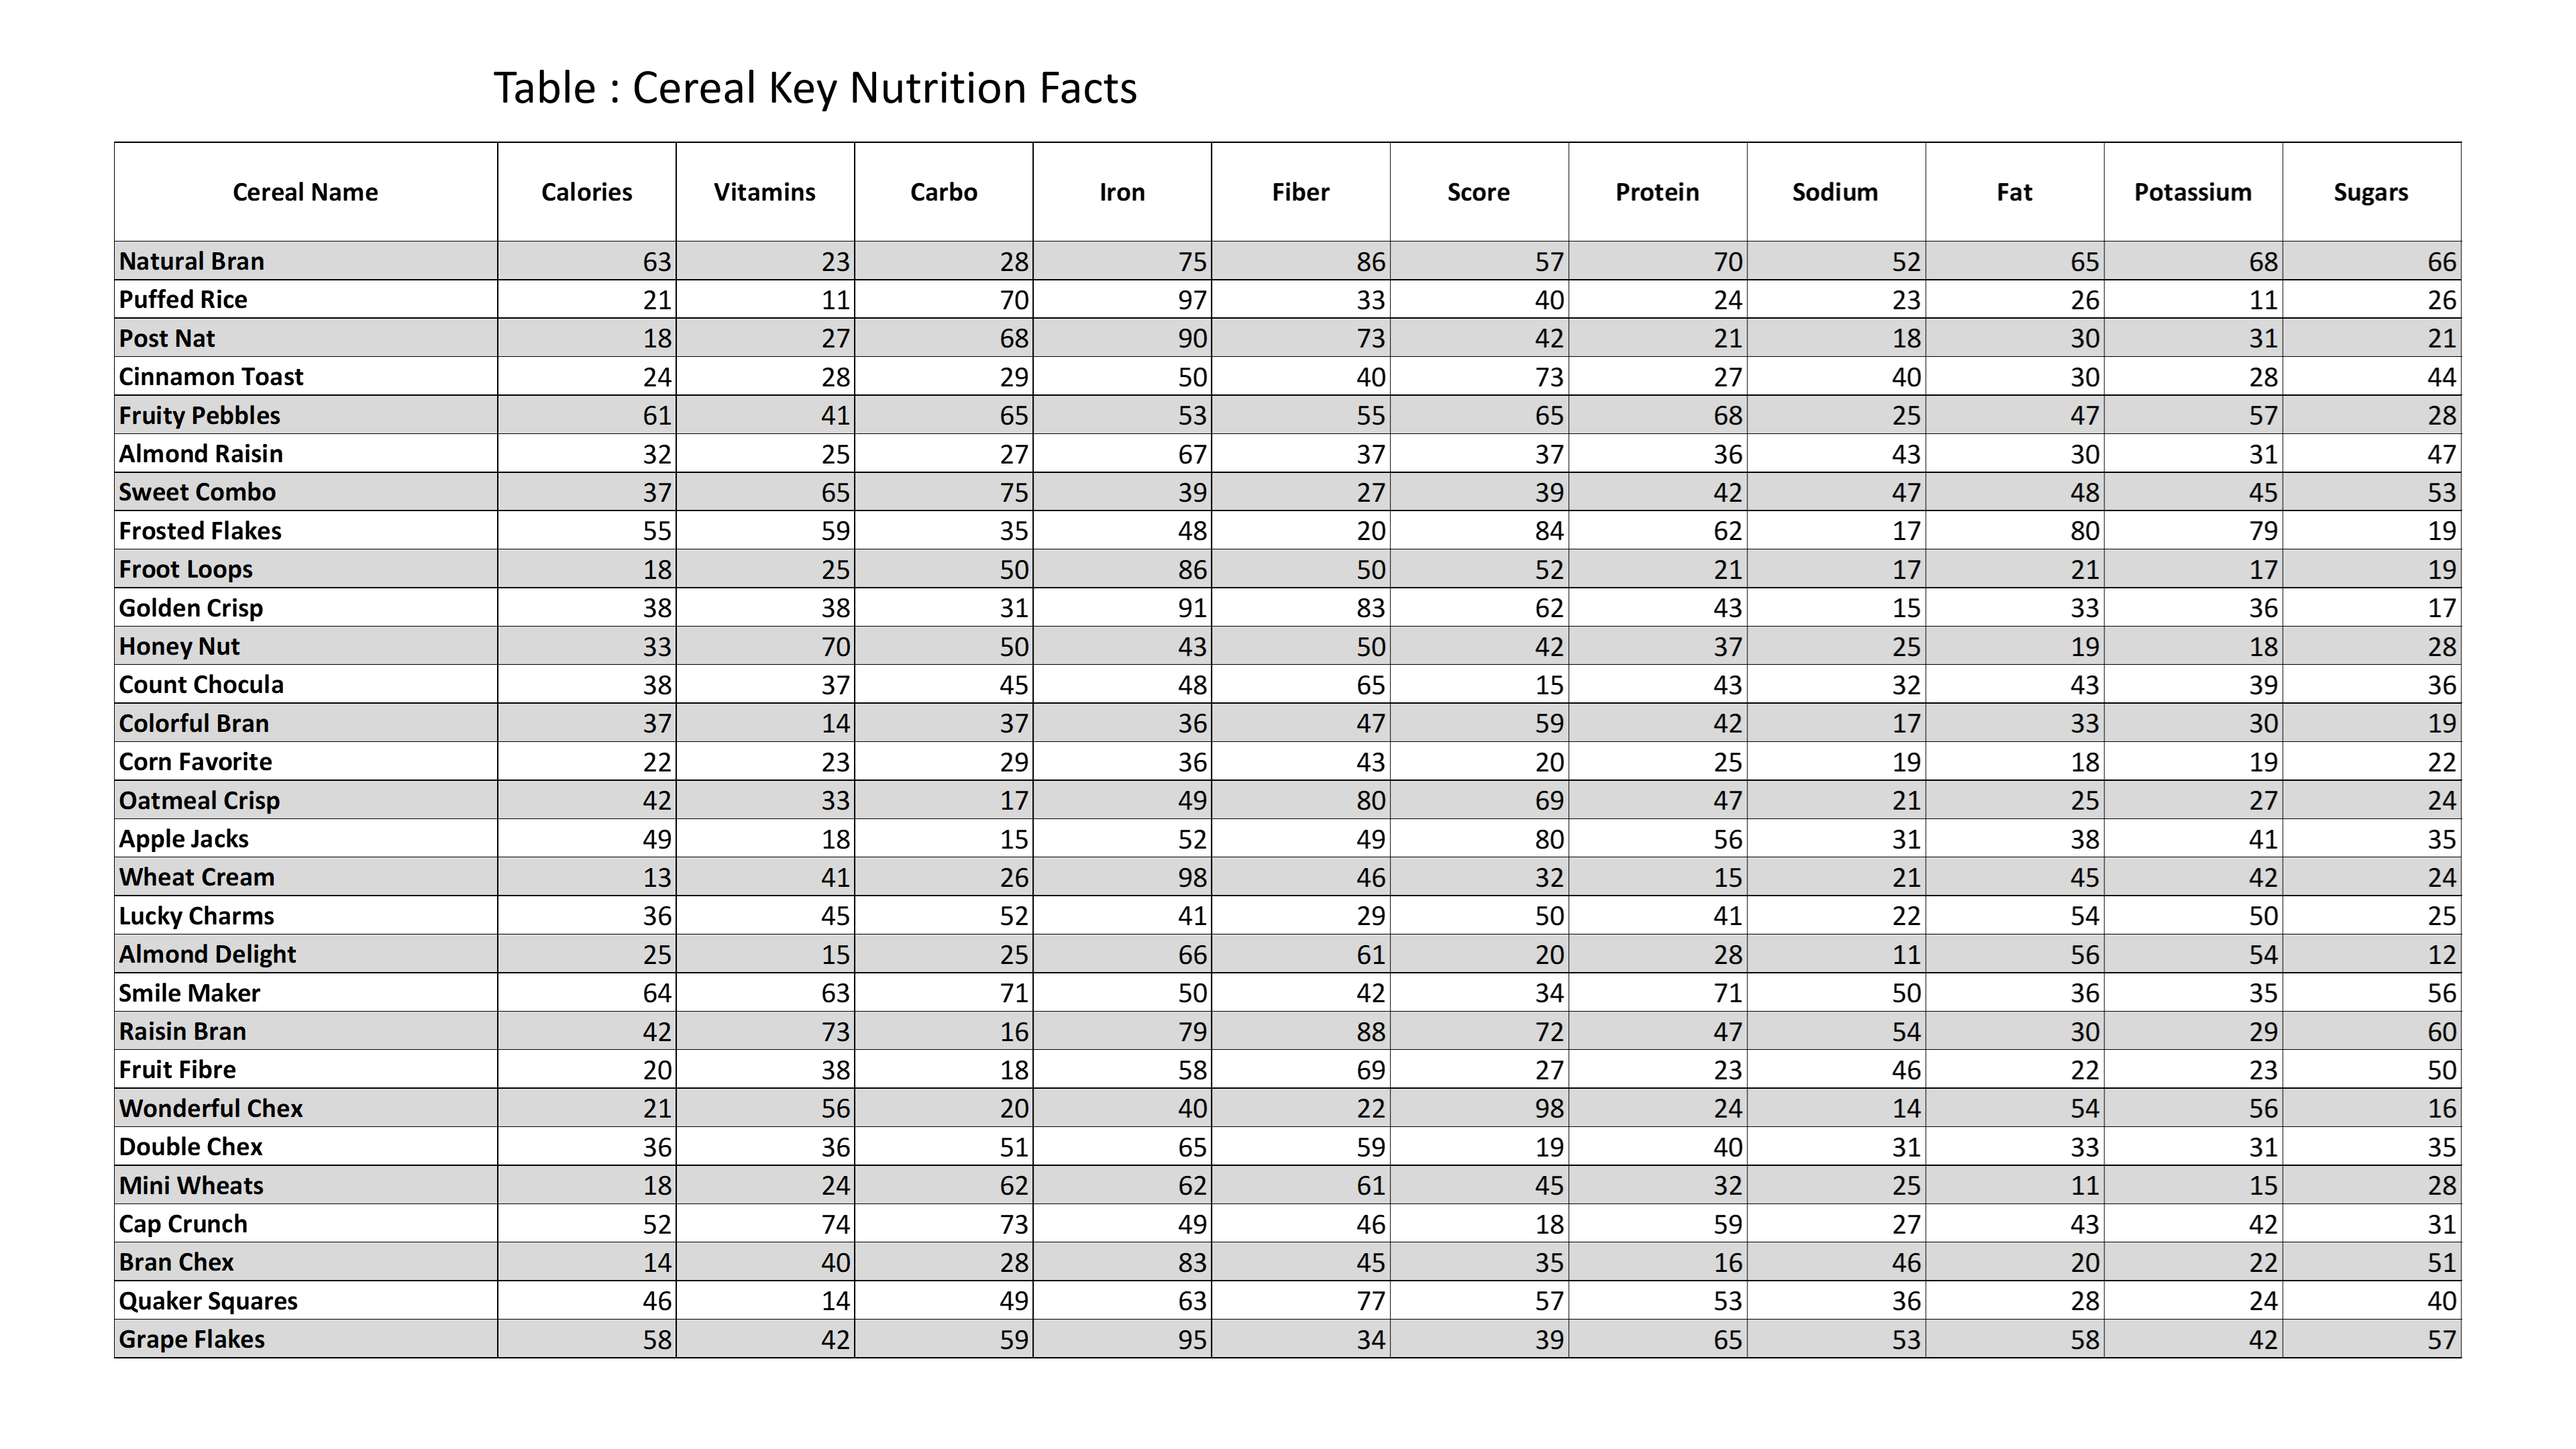 Table : Cereal Key Nutrition Facts
Cereal Name Calories Vitamins Carbo Iron Fiber Score Protein Sodium Fat Potassium Sugars
Natural Bran 63 23 28 75 86 57 70 52 65 68 66
Puffed Rice 21 11 70 97 33 40 24 23 26 11 26
Post Nat 18 27 68 90 73 42 21 18 30 31 21
Cinnamon Toast 24 28 29 50 40 73 27 40 30 28 44
Fruity Pebbles 61 41 65 53 55 65 68 25 47 57 28
Almond Raisin 32 25 27 67 37 37 36 43 30 31 47
Sweet Combo 37 65 75 39 27 39 42 47 48 45 53
Frosted Flakes 55 59 35 48 20 84 62 17 80 79 19
Froot Loops 18 25 50 86 50 52 21 17 21 17 19
Golden Crisp 38 38 31 91 83 62 43 15 33 36 17
Honey Nut 33 70 50 43 50 42 37 25 19 18 28
Count Chocula 38 37 45 48 65 15 43 32 43 39 36
Colorful Bran 37 14 37 36 47 59 42 17 33 30 19
Corn Favorite 22 23 29 36 43 20 25 19 18 19 22
Oatmeal Crisp 42 33 17 49 80 69 47 21 25 27 24
Apple Jacks 49 18 15 52 49 80 56 31 38 41 35
Wheat Cream 13 41 26 98 46 32 15 21 45 42 24
Lucky Charms 36 45 52 41 29 50 41 22 54 50 25
Almond Delight 25 15 25 66 61 20 28 11 56 54 12
Smile Maker 64 63 71 50 42 34 71 50 36 35 56
Raisin Bran 42 73 16 79 88 72 47 54 30 29 60
Fruit Fibre 20 38 18 58 69 27 23 46 22 23 50
Wonderful Chex 21 56 20 40 22 98 24 14 54 56 16
Double Chex 36 36 51 65 59 19 40 31 33 31 35
Mini Wheats 18 24 62 62 61 45 32 25 11 15 28
Cap Crunch 52 74 73 49 46 18 59 27 43 42 31
Bran Chex 14 40 28 83 45 35 16 46 20 22 51
Quaker Squares 46 14 49 63 77 57 53 36 28 24 40
Grape Flakes 58 42 59 95 34 39 65 53 58 42 57